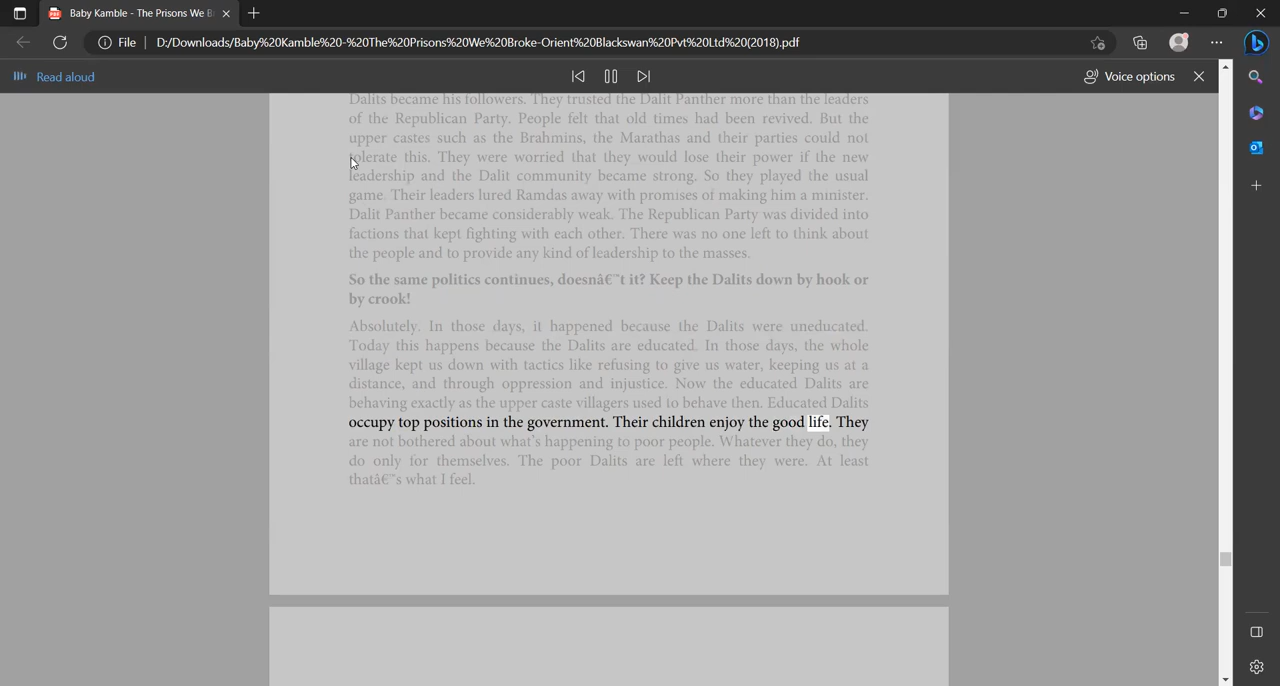 Baby Kamble - The Prisons We B
File
D:/Downloads/Baby%20Kamble%20-%20The%20Prisons%20We%20Broke-Orient%20Blackswan%20Pvt%20Ltd%20(2018).pdf
Read aloud
Voice options
Dalits became his followers. They trusted the Dalit Panther more than the leaders
of the Republican Party. People felt that old times had been revived. But the
upper castes such as the Brahmins, the Marathas and their parties could not
tolerate this. They were worried that they would lose their power if the new
leadership and the Dalit community became strong. So they played the usual
game. Their leaders lured Ramdas away with promises of making him a minister.
Dalit Panther became considerably weak. The Republican Party was divided into
factions that kept fighting with each other. There was no one left to think about
the people and to provide any kind of leadership to the masses.
So the same politics continues, doesnâ€™t it? Keep the Dalits down by hook or
by crook!
Absolutely. In those days, it happened because the Dalits were uneducated.
Today this happens because the Dalits are educated. In those days, the whole
village kept us down with tactics like refusing to give us water, keeping us at a
distance, and through oppression and injustice. Now the educated Dalits are
behaving exactly as the upper caste villagers used to behave then. Educated Dalits
occupy top positions in the government. Their children enjoy the good life. They
are not bothered about what's happening to poor people. Whatever they do, they
do only for themselves. The poor Dalits are left where they were. At least
thatâ€™s what I feel.